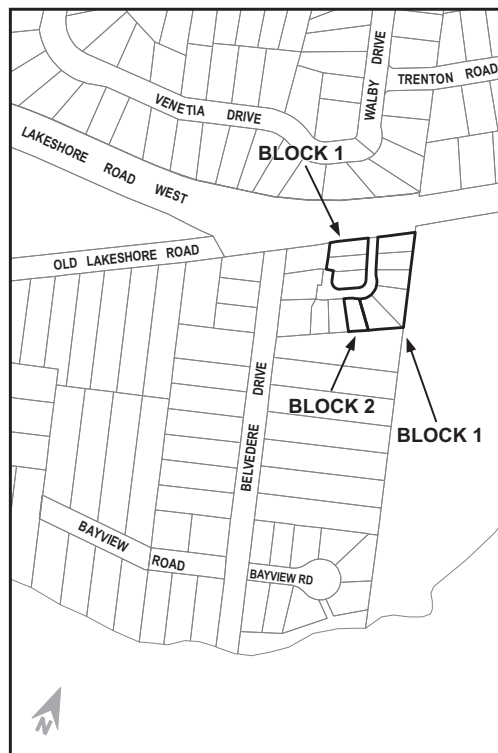 TRENTON ROAD
WALBY DRIVE
VENETIA DRIVE
LAKESHORE ROAD WEST
BLOCK 1
OLD LAKESHORE ROAD
BELVEDERE DRIVE
BLOCK 2
BLOCK 1
BAYVIEW ROAD
BAYVIEW RD
N